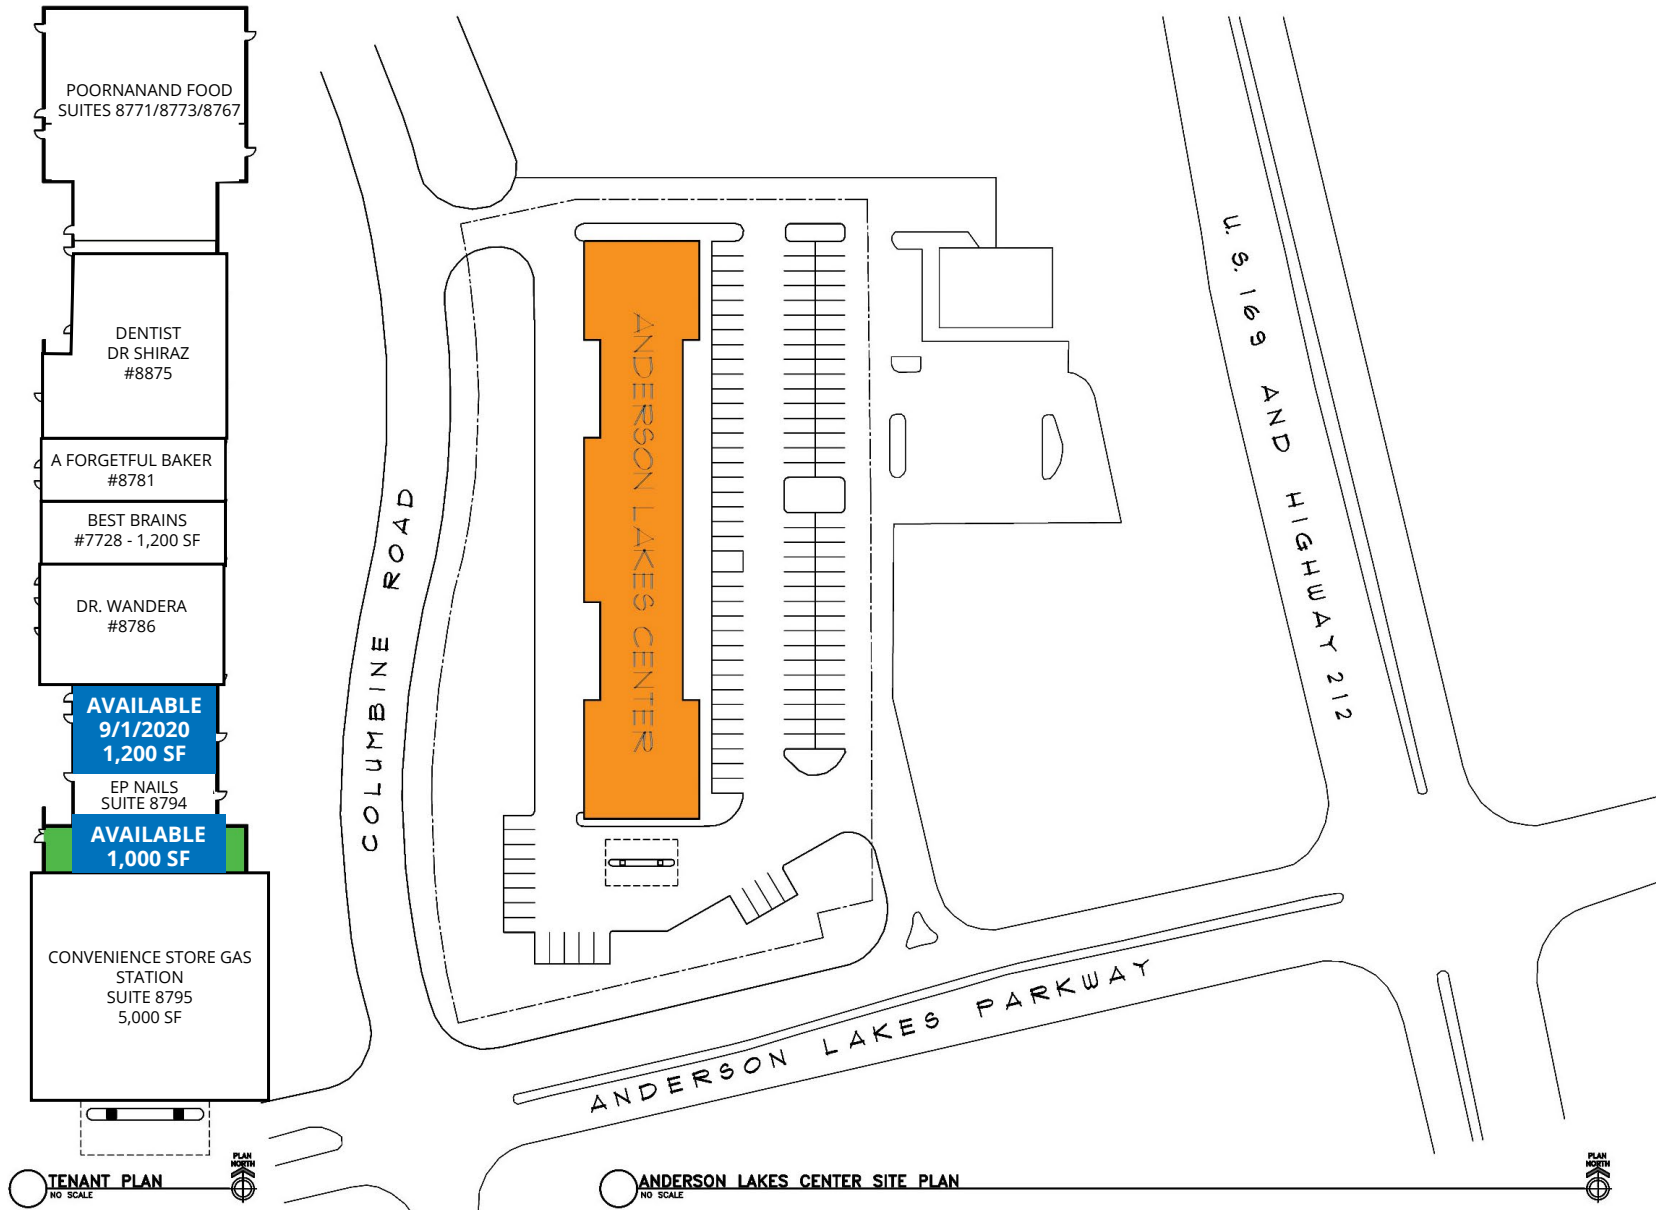 POORNANAND FOOD
SUITES 8771/8773/8767
DENTIST
DR SHIRAZ
#8875
A FORGETFUL BAKER
#8781
BEST BRAINS
#7728 - 1,200 SF
DR. WANDERA
#8786
AVAILABLE
9/1/2020
1,200 SF
EP NAILS
SUITE 8794
AVAILABLE
1,000 SF
CONVENIENCE STORE GAS
STATION
SUITE 8795
5,000 SF
TENANT PLAN
NO SCALE
PLAN
NORTH
COLUMBINE ROAD
ANDERSON LAKES CENTER
U.S. 169 AND HIGHWAY 212
ANDERSON LAKES PARKWAY
ANDERSON LAKES CENTER SITE PLAN
NO SCALE
PLAN
NORTH